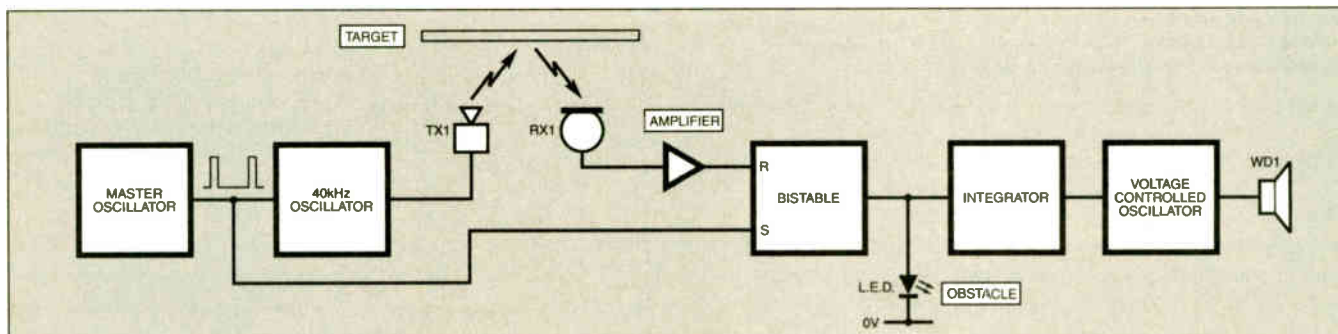 TARGET
TX1
RX1
AMPLIFIER
MASTER
OSCILLATOR
40kHz
OSCILLATOR
R
S
BISTABLE
INTEGRATOR
VOLTAGE
CONTROLLED
OSCILLATOR
WD1
L.E.D.
OBSTACLE
0V